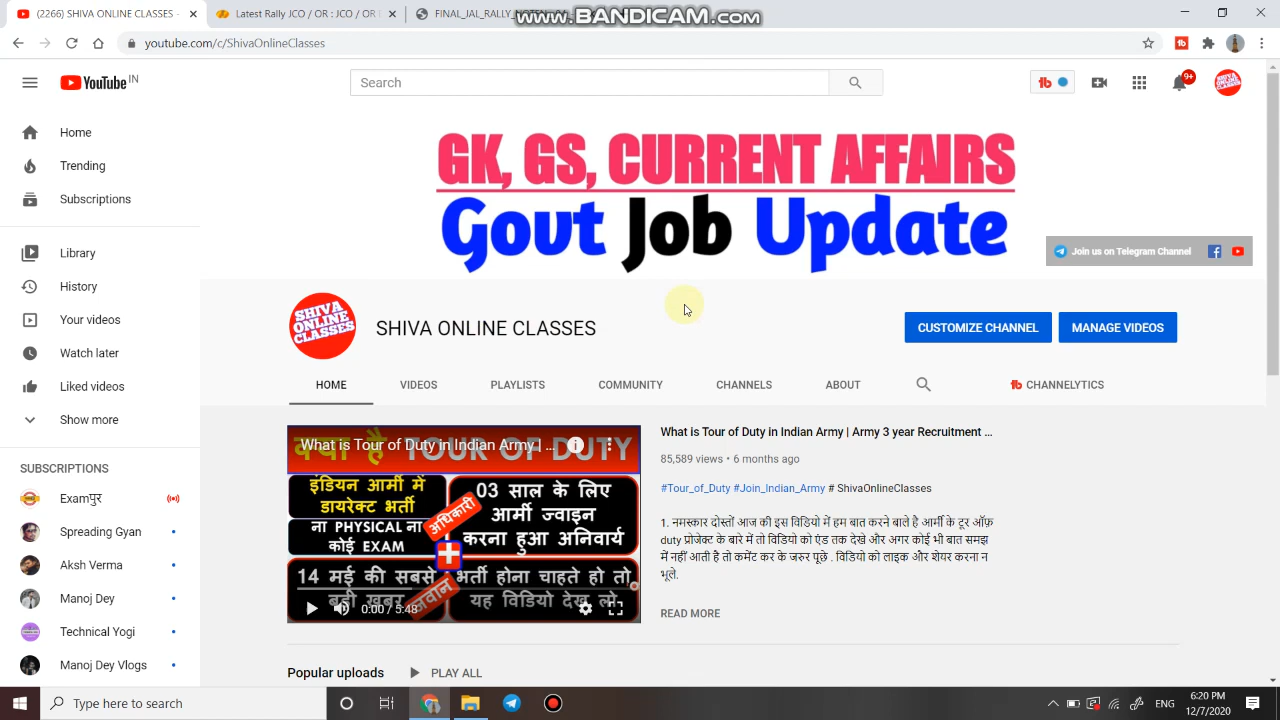 SHIVA ONLINE CLASSES -
Latest Rally JCO / OR : JCO / OR
FINAL_JAL_RALLY_NOTFN_
www.BANDICAM.com
youtube.com/c/ShivaOnlineClasses
YouTube IN
Search
9+
Home
Trending
Subscriptions
Library
History
Your videos
Watch later
Liked videos
Show more
SUBSCRIPTIONS
Examपुर
Spreading Gyan
Aksh Verma
Manoj Dey
Technical Yogi
Manoj Dey Vlogs
GK, GS, CURRENT AFFAIRS
Govt Job Update
Join us on Telegram Channel
SHIVA ONLINE CLASSES
SHIVA ONLINE CLASSES
CUSTOMIZE CHANNEL
MANAGE VIDEOS
HOME
VIDEOS
PLAYLISTS
COMMUNITY
CHANNELS
ABOUT
CHANNELYTICS
What is Tour of Duty in Indian Army | ...
क्या है TOUR OF DUTY
इंडियन आर्मी में
डायरेक्ट भर्ती
ना PHYSICAL ना
कोई EXAM
अधिकारी
03 साल के लिए
आर्मी ज्वाइन
करना हुआ अनिवार्य
14 मई की सबसे
बड़ी खबर
जवान
भर्ती होना चाहते हो तो
यह विडियो देख लो
0:00 / 5:48
What is Tour of Duty in Indian Army | Army 3 year Recruitment ...
85,589 views • 6 months ago
#Tour_of_Duty #Join_Indian_Army # ShivaOnlineClasses
1. नमस्कार दोस्तों आज की इस विडियो में हम बात करने बाले है आर्मी के टूर ऑफ़
duty प्रोजेक्ट के बारे में तो विडियो को एंड तक देखे और अगर कोई भी बात समझ
में नहीं आती है तो कमेंट कर के जरुर पूछे . विडियो को लाइक और शेयर करना न
भूले.
READ MORE
Popular uploads
PLAY ALL
Type here to search
ENG
6:20 PM
12/7/2020